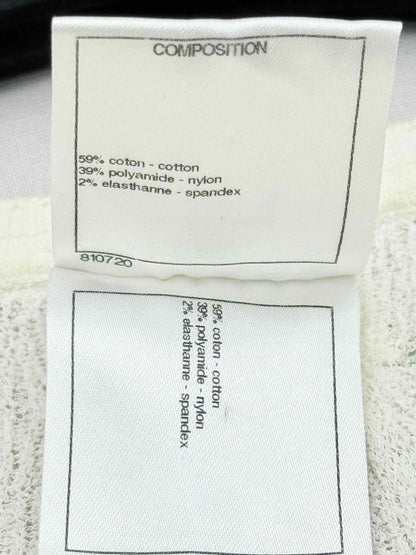 COMPOSITION
59% coton - cotton
39% polyamide - nylon
2% elasthanne - spandex
810720
59% coton - cotton
39% polyamide - nylon
2% elasthanne - spandex